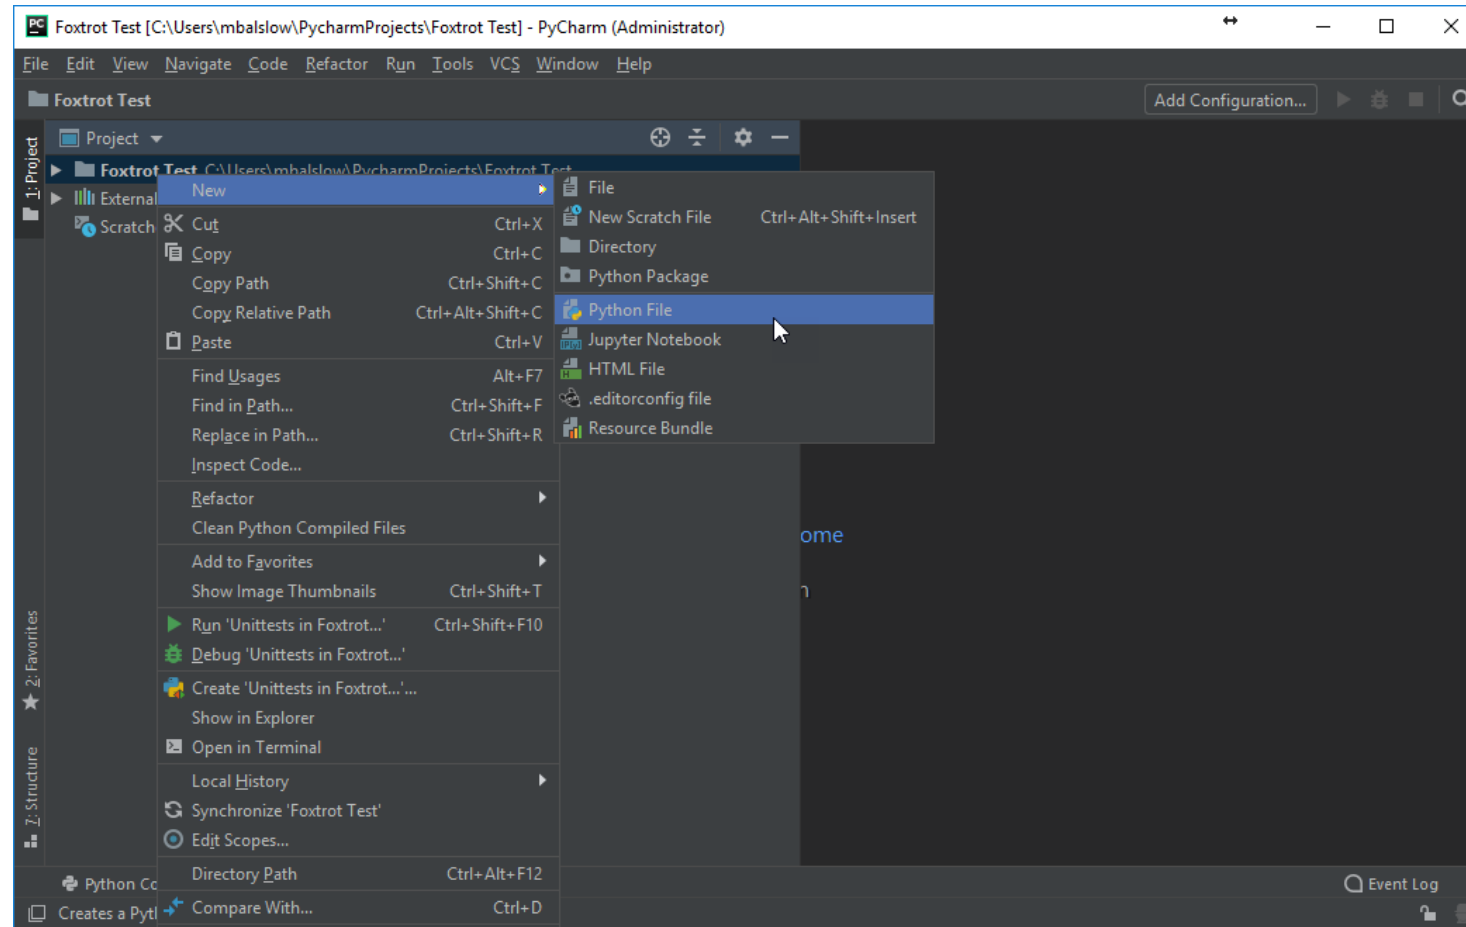 PC Foxtrot Test [C:\Users\mbalslow\PycharmProjects\Foxtrot Test] - PyCharm (Administrator)
File Edit View Navigate Code Refactor Run Tools VCS Window Help
Foxtrot Test Add Configuration...
1: Project
Project
Foxtrot Test C:\Users\mbalslow\PycharmProjects\Foxtrot Test
External
Scratch
New
Cut Ctrl+X
Copy Ctrl+C
Copy Path Ctrl+Shift+C
Copy Relative Path Ctrl+Alt+Shift+C
Paste Ctrl+V
Find Usages Alt+F7
Find in Path... Ctrl+Shift+F
Replace in Path... Ctrl+Shift+R
Inspect Code...
Refactor
Clean Python Compiled Files
Add to Favorites
Show Image Thumbnails Ctrl+Shift+T
Run 'Unittests in Foxtrot...' Ctrl+Shift+F10
Debug 'Unittests in Foxtrot...'
Create 'Unittests in Foxtrot...'...
Show in Explorer
Open in Terminal
Local History
Synchronize 'Foxtrot Test'
Edit Scopes...
Directory Path Ctrl+Alt+F12
Compare With... Ctrl+D
File
New Scratch File Ctrl+Alt+Shift+Insert
Directory
Python Package
Python File
Jupyter Notebook
HTML File
.editorconfig file
Resource Bundle
ome
2: Favorites
7: Structure
Python Co
Event Log
Creates a Pyt